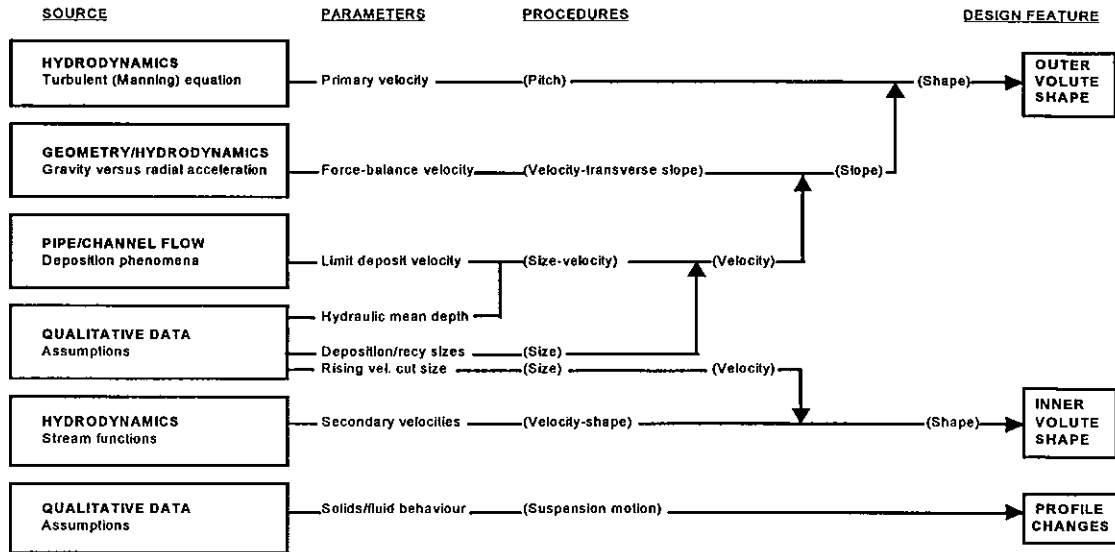 SOURCE PARAMETERS PROCEDURES DESIGN FEATURE
HYDRODYNAMICS
Turbulent (Manning) equation
Primary velocity (Pitch) (Shape)
OUTER
VOLUTE
SHAPE
GEOMETRY/HYDRODYNAMICS
Gravity versus radial acceleration
Force-balance velocity (Velocity-transverse slope) (Slope)
PIPE/CHANNEL FLOW
Deposition phenomena
Limit deposit velocity (Size-velocity) (Velocity)
Hydraulic mean depth
QUALITATIVE DATA
Assumptions
Deposition/recy sizes (Size)
Rising vel. cut size (Size) (Velocity)
HYDRODYNAMICS
Stream functions
Secondary velocities (Velocity-shape) (Shape)
INNER
VOLUTE
SHAPE
QUALITATIVE DATA
Assumptions
Solids/fluid behaviour (Suspension motion)
PROFILE
CHANGES